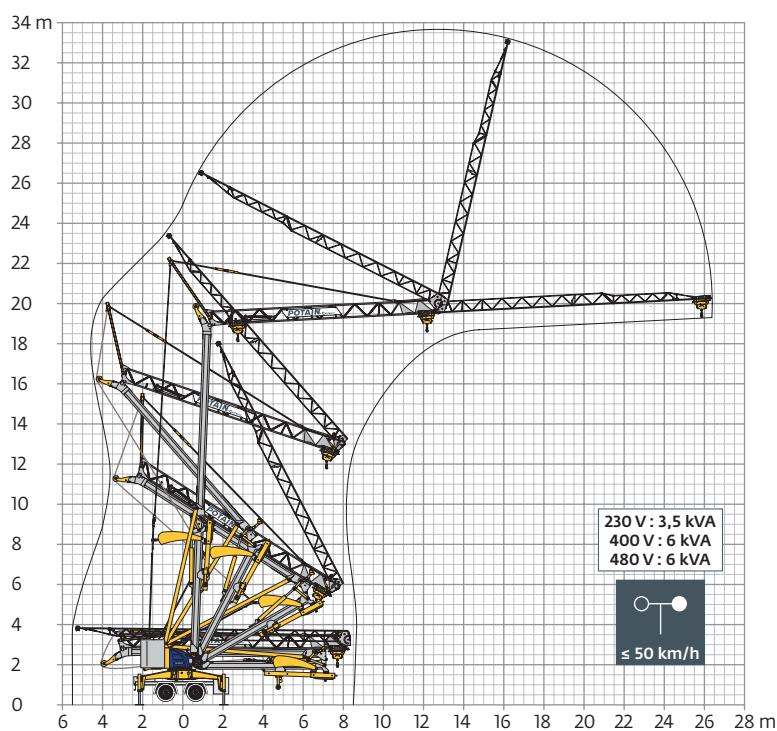 34 m
32
30
28
26
24
22
20
18
16
14
12
10
8
6
4
2
0
POTAIN
POTAIN
POTAIN
230 V : 3,5 kVA
400 V : 6 kVA
480 V : 6 kVA
≤ 50 km/h
6 4 2 0 2 4 6 8 10 12 14 16 18 20 22 24 26 28 m